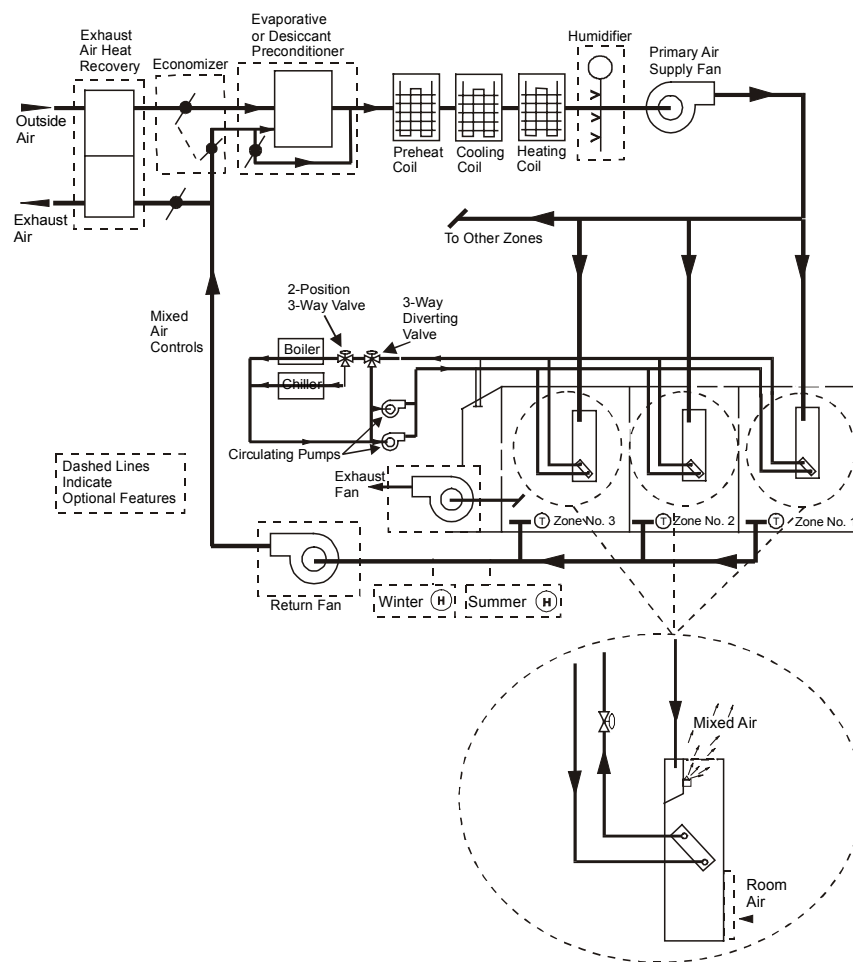 Exhaust
Air Heat
Recovery
Economizer
Evaporative
or Desiccant
Preconditioner
Humidifier
Primary Air
Supply Fan
Outside
Air
Preheat
Coil
Cooling
Coil
Heating
Coil
Exhaust
Air
To Other Zones
Mixed
Air
Controls
2-Position
3-Way Valve
3-Way
Diverting
Valve
Boiler
Chiller
Circulating Pumps
Dashed Lines
Indicate
Optional Features
Exhaust
Fan
T Zone No. 3
T Zone No. 2
T Zone No. 1
Return Fan
Winter H
Summer H
Mixed Air
Room
Air